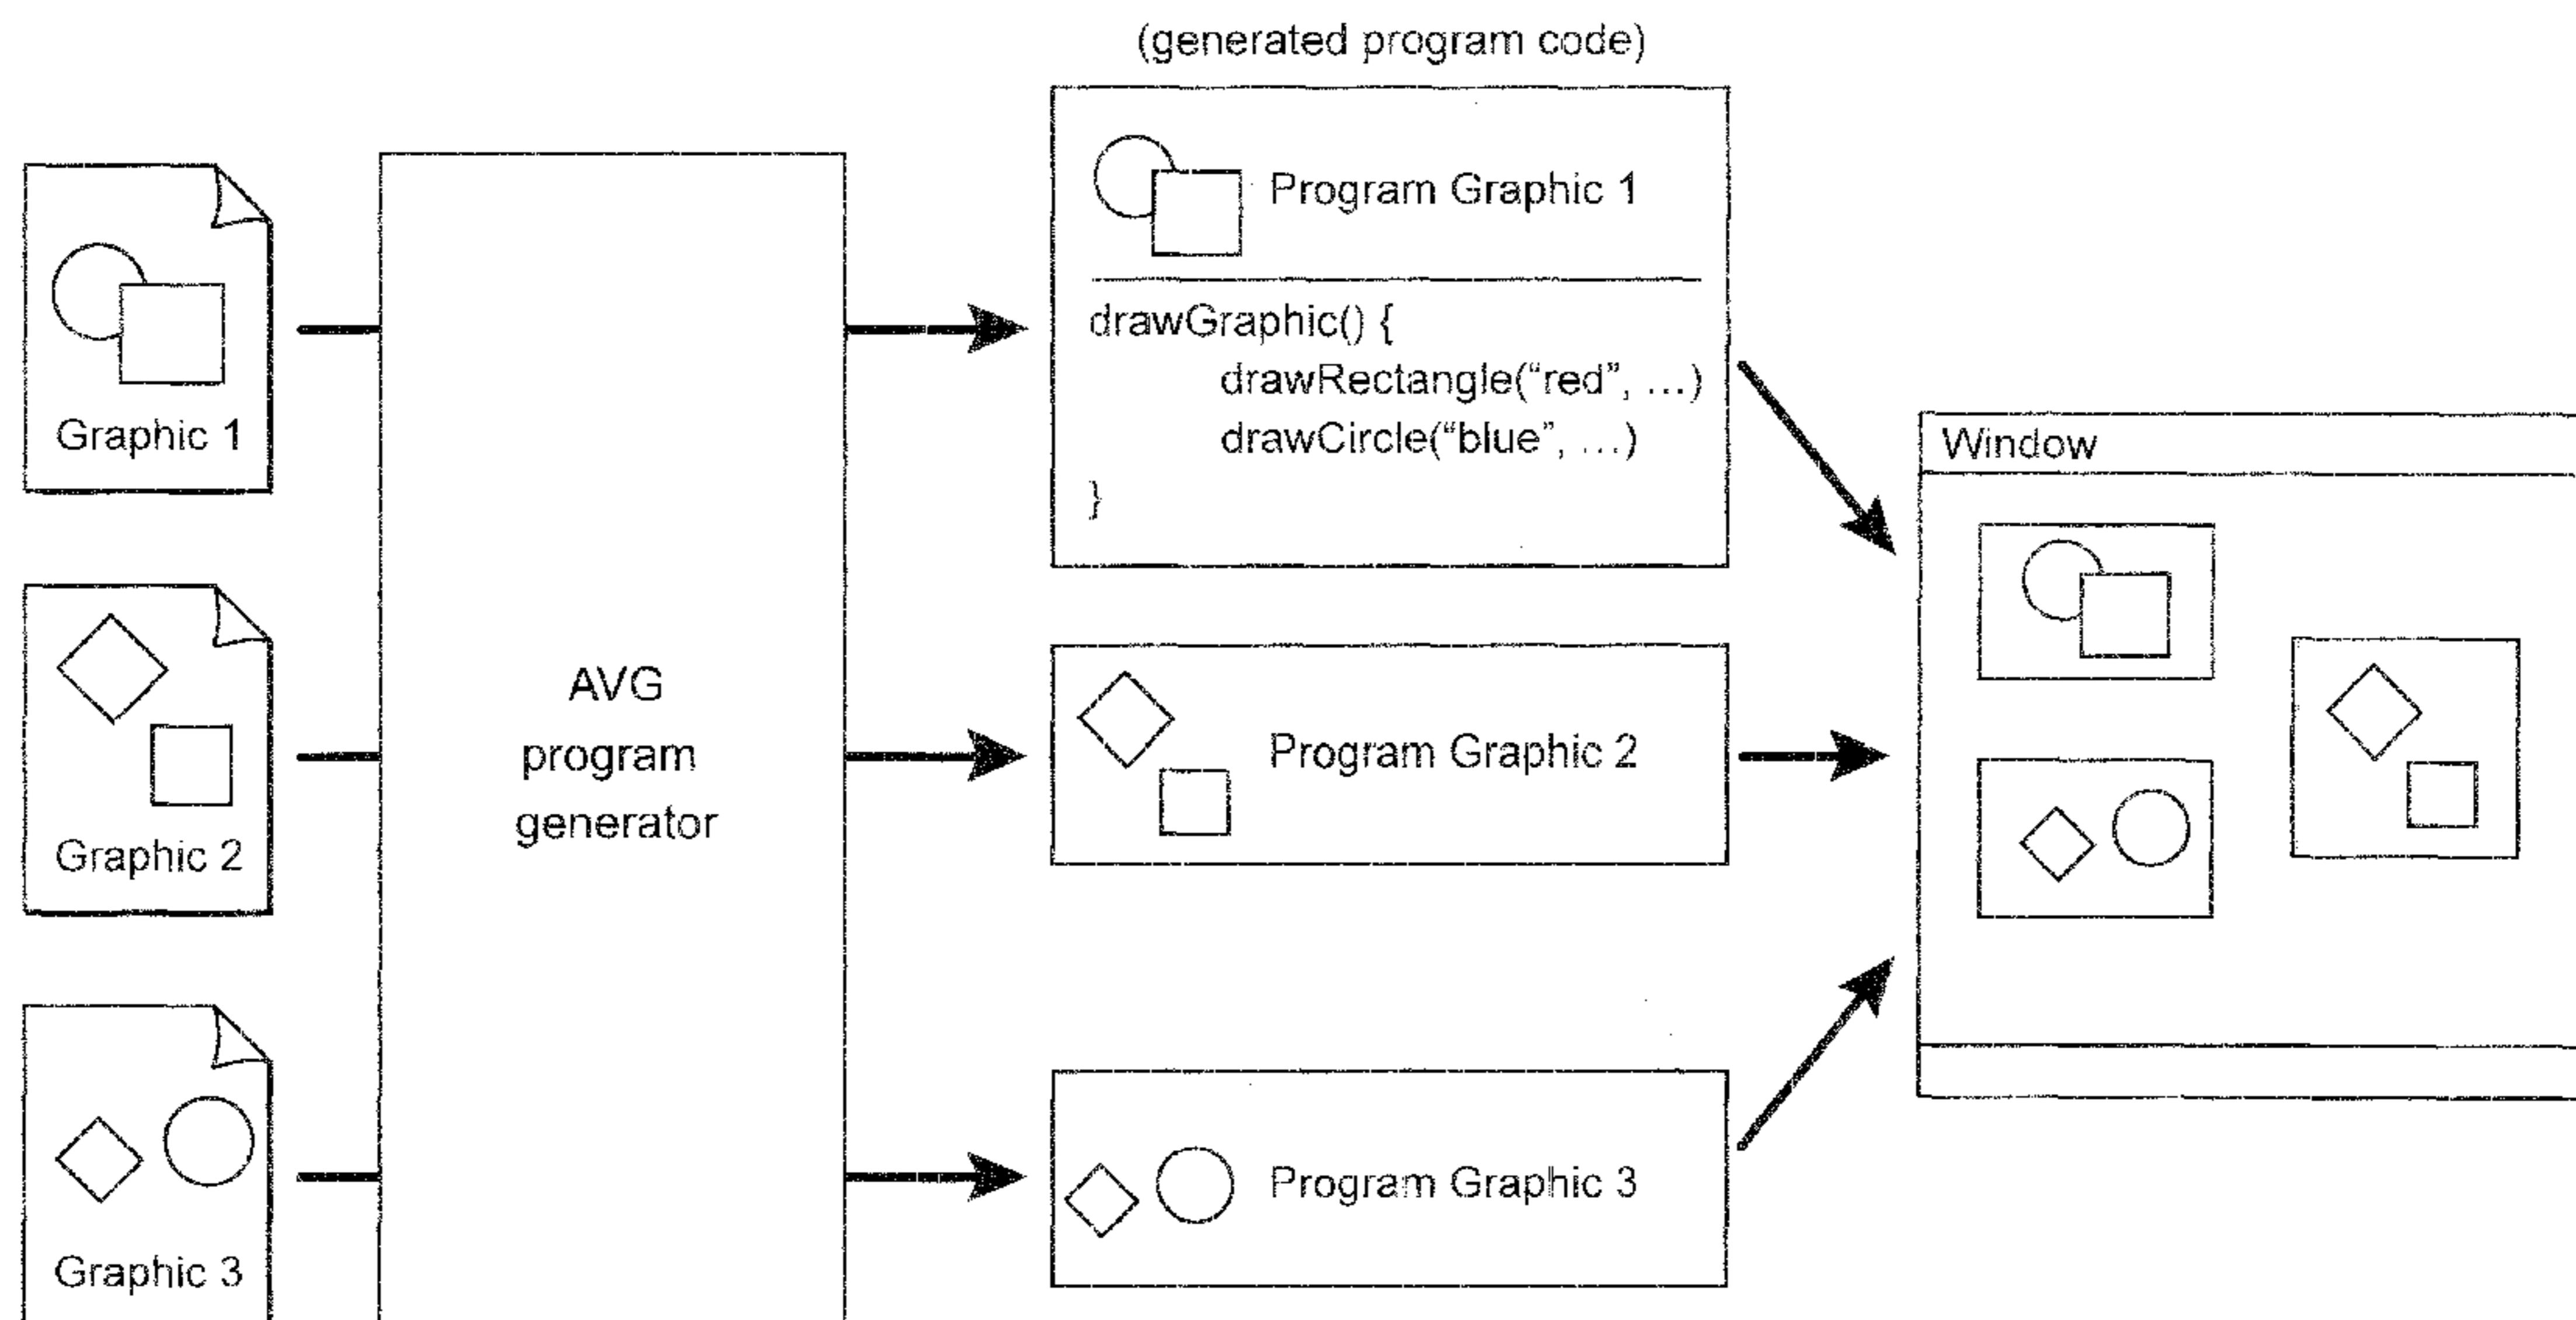 (generated program code)
Program Graphic 1
drawGraphic() {
drawRectangle(“red”, ...)
drawCircle(“blue”, ...)
}
Graphic 1
Window
AVG
program
generator
Program Graphic 2
Graphic 2
Program Graphic 3
Graphic 3